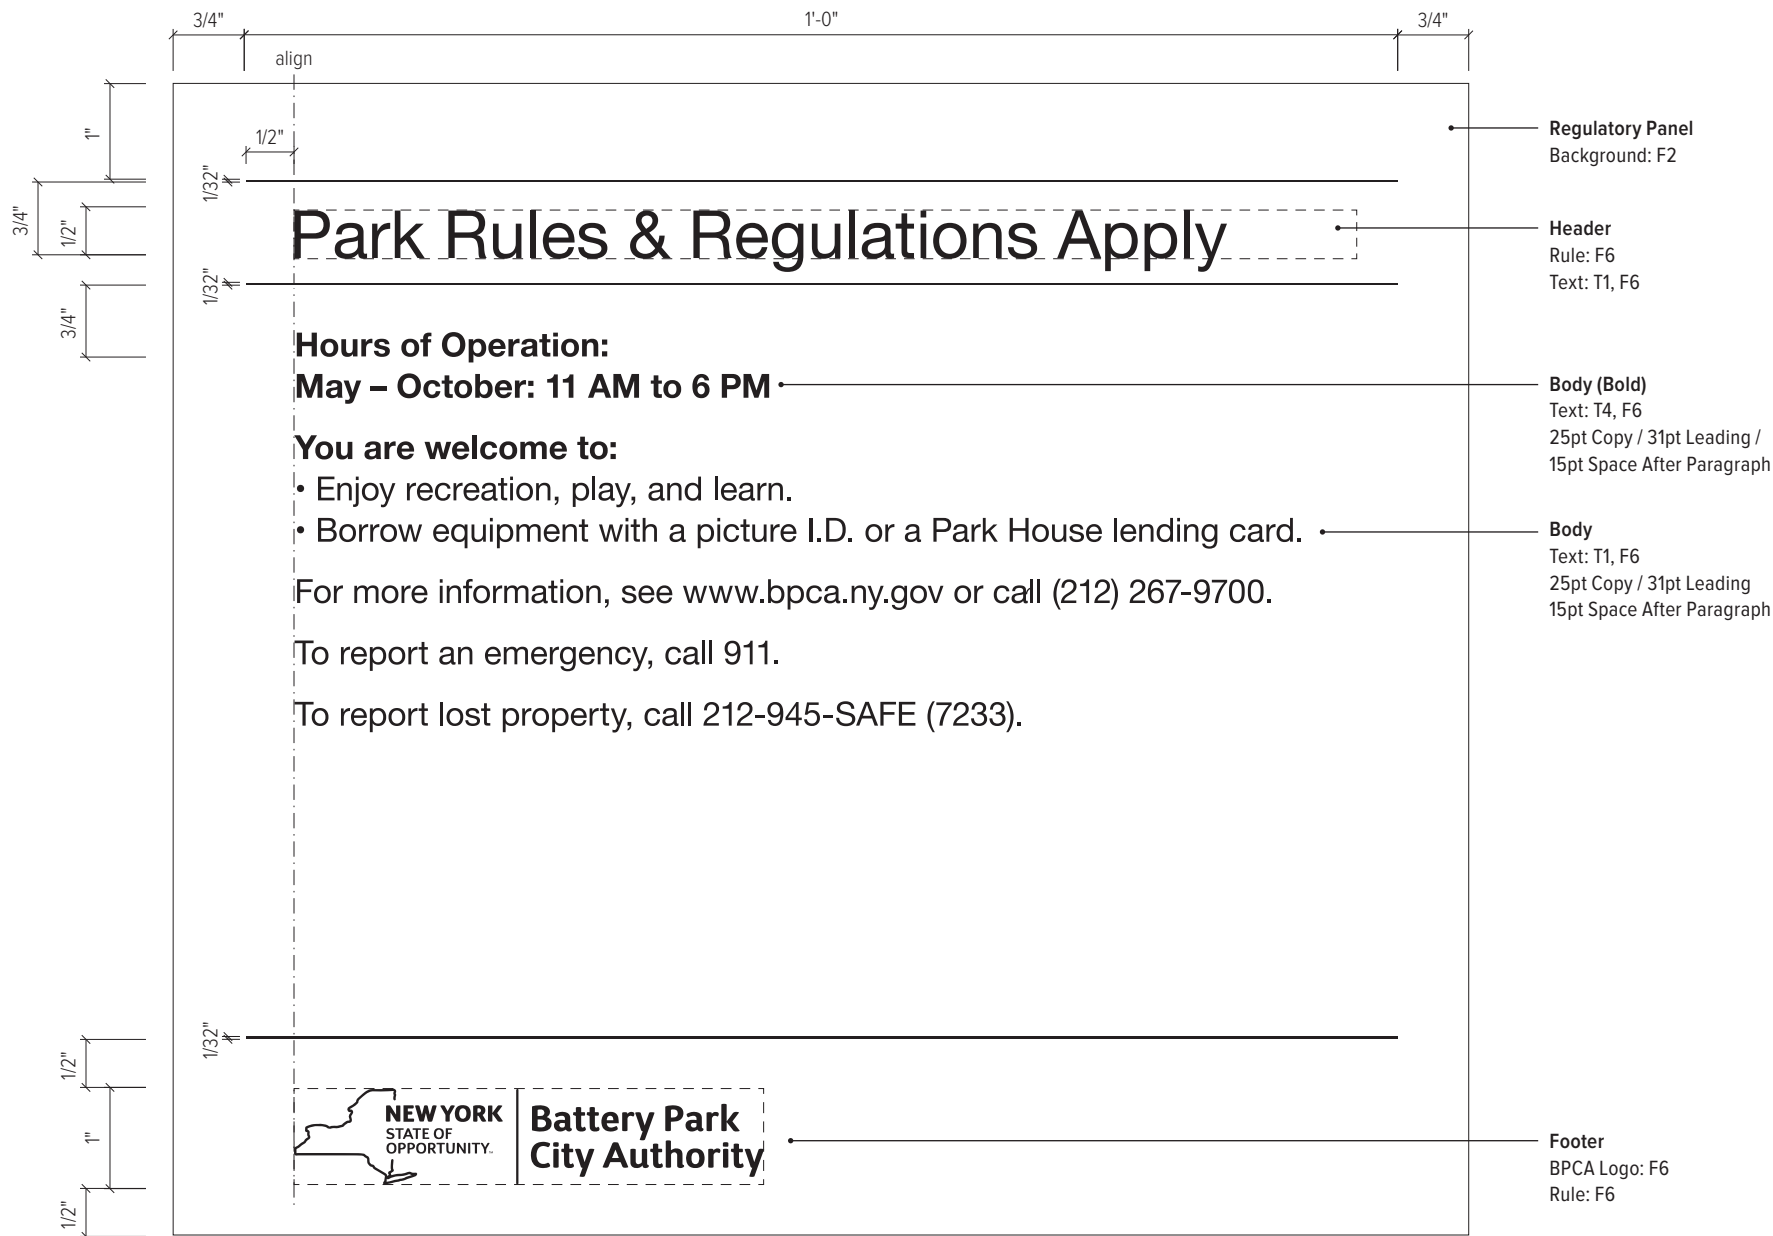 3/4"
1'-0"
3/4"
align
1"
1/2"
1/32"
3/4"
1/2"
Park Rules & Regulations Apply
1/32"
3/4"
Hours of Operation:
May – October: 11 AM to 6 PM
You are welcome to:
• Enjoy recreation, play, and learn.
• Borrow equipment with a picture I.D. or a Park House lending card.
For more information, see www.bpca.ny.gov or call (212) 267-9700.
To report an emergency, call 911.
To report lost property, call 212-945-SAFE (7233).
1/32"
1/2"
1"
1/2"
NEW YORK
STATE OF
OPPORTUNITY™
Battery Park
City Authority
Regulatory Panel
Background: F2
Header
Rule: F6
Text: T1, F6
Body (Bold)
Text: T4, F6
25pt Copy / 31pt Leading /
15pt Space After Paragraph
Body
Text: T1, F6
25pt Copy / 31pt Leading
15pt Space After Paragraph
Footer
BPCA Logo: F6
Rule: F6